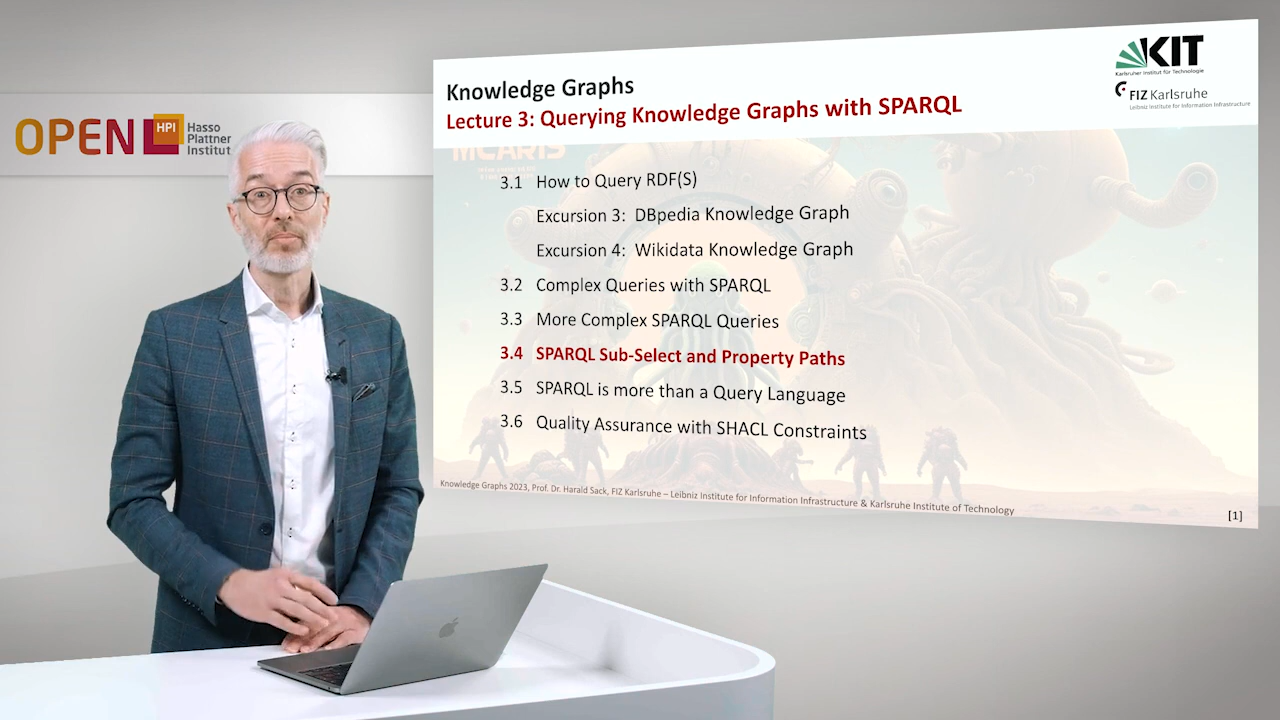 OPEN
HPI
Hasso
Plattner
Institut
Knowledge Graphs
Lecture 3: Querying Knowledge Graphs with SPARQL
KIT
Karlsruher Institut für Technologie
FIZ Karlsruhe
Leibniz Institute for Information Infrastructure
3.1 How to Query RDF(S)
Excursion 3: DBpedia Knowledge Graph
Excursion 4: Wikidata Knowledge Graph
3.2 Complex Queries with SPARQL
3.3 More Complex SPARQL Queries
3.4 SPARQL Sub-Select and Property Paths
3.5 SPARQL is more than a Query Language
3.6 Quality Assurance with SHACL Constraints
Knowledge Graphs 2023, Prof. Dr. Harald Sack, FIZ Karlsruhe – Leibniz Institute for Information Infrastructure & Karlsruhe Institute of Technology
[1]